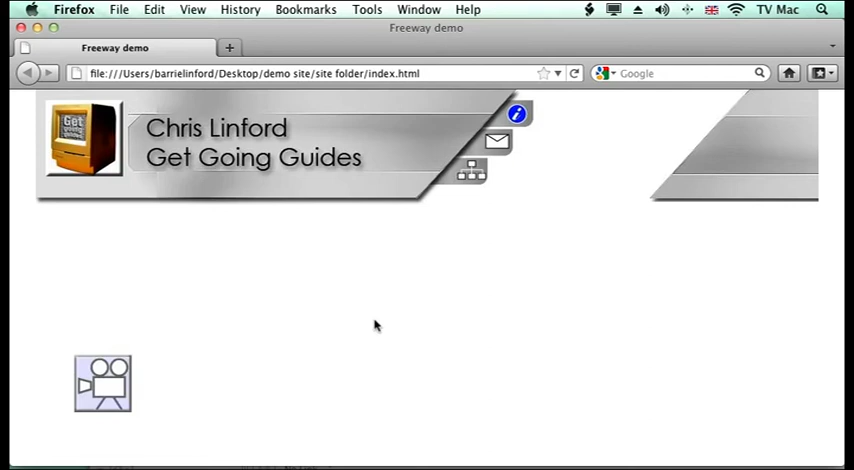 Firefox File Edit View History Bookmarks Tools Window Help TV Mac
Freeway demo
Freeway demo
file:///Users/barrielinford/Desktop/demo site/site folder/index.html Google
Get
going
Chris Linford
Get Going Guides